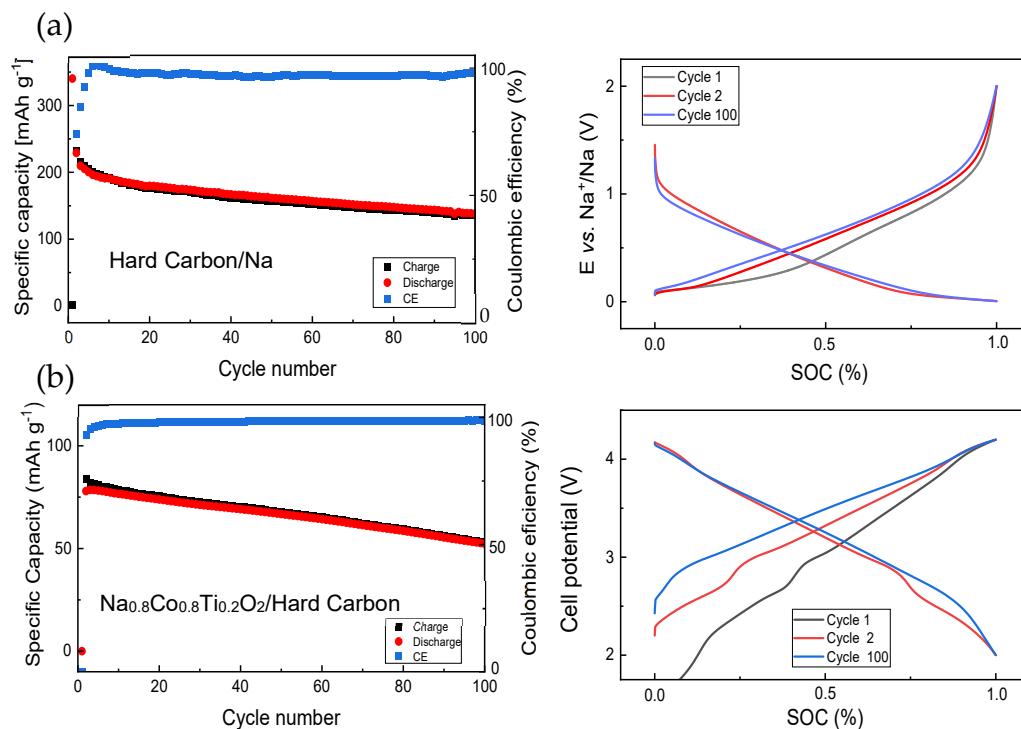 (a)
Specific capacity [mAh g⁻¹]
350
300
250
200
150
100
50
0
0 20 40 60 80 100
Cycle number
100
50
0
Coulombic efficiency (%)
Hard Carbon/Na
Charge
Discharge
CE
E vs. Na⁺/Na (V)
2
1
0
0.0 0.5 1.0
SOC (%)
Cycle 1
Cycle 2
Cycle 100
(b)
Specific Capacity (mAh g⁻¹)
100
50
0
0 20 40 60 80 100
Cycle number
100
50
0
Coulombic eficiency (%)
Na₀.₈Co₀.₈Ti₀.₂O₂/Hard Carbon
Charge
Discharge
CE
Cell potential (V)
4
3
2
0.0 0.5 1.0
SOC (%)
Cycle 1
Cycle 2
Cycle 100